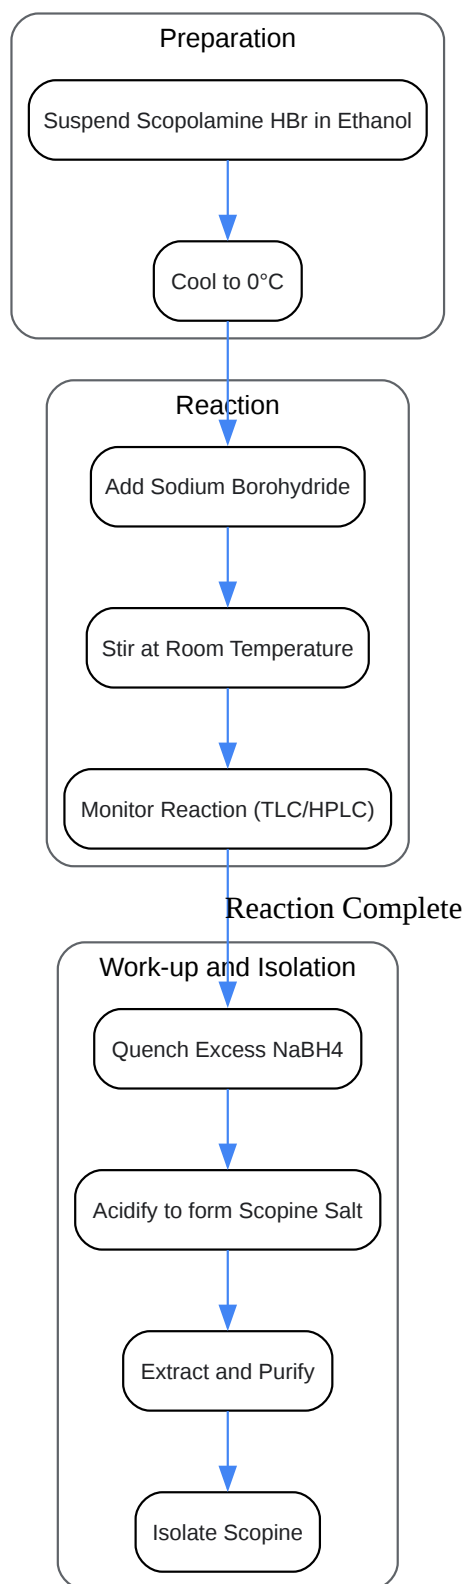 Preparation
Suspend Scopolamine HBr in Ethanol
Cool to 0°C
Reaction
Add Sodium Borohydride
Stir at Room Temperature
Monitor Reaction (TLC/HPLC)
Reaction Complete
Work-up and Isolation
Quench Excess NaBH4
Acidify to form Scopine Salt
Extract and Purify
Isolate Scopine